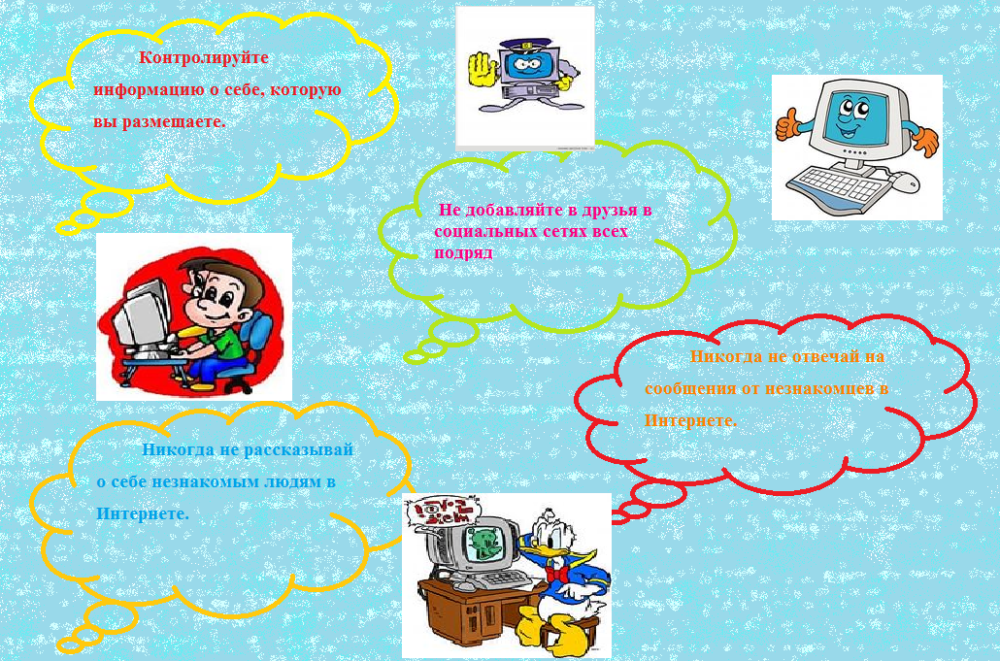 Контролируйте
информацию о себе, которую
вы размещаете.
Не добавляйте в друзья в
социальных сетях всех
подряд
Никогда не отвечай на
сообщения от незнакомцев в
Интернете.
Никогда не рассказывай
о себе незнакомым людям в
Интернете.